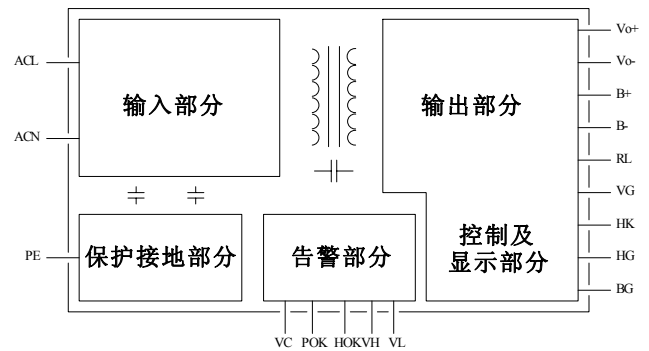 Vo+
ACL
Vo-
输入部分
输出部分
B+
B-
ACN
RL
VG
HK
控制及
显示部分
PE
保护接地部分
告警部分
HG
BG
VC POK HOK VH VL